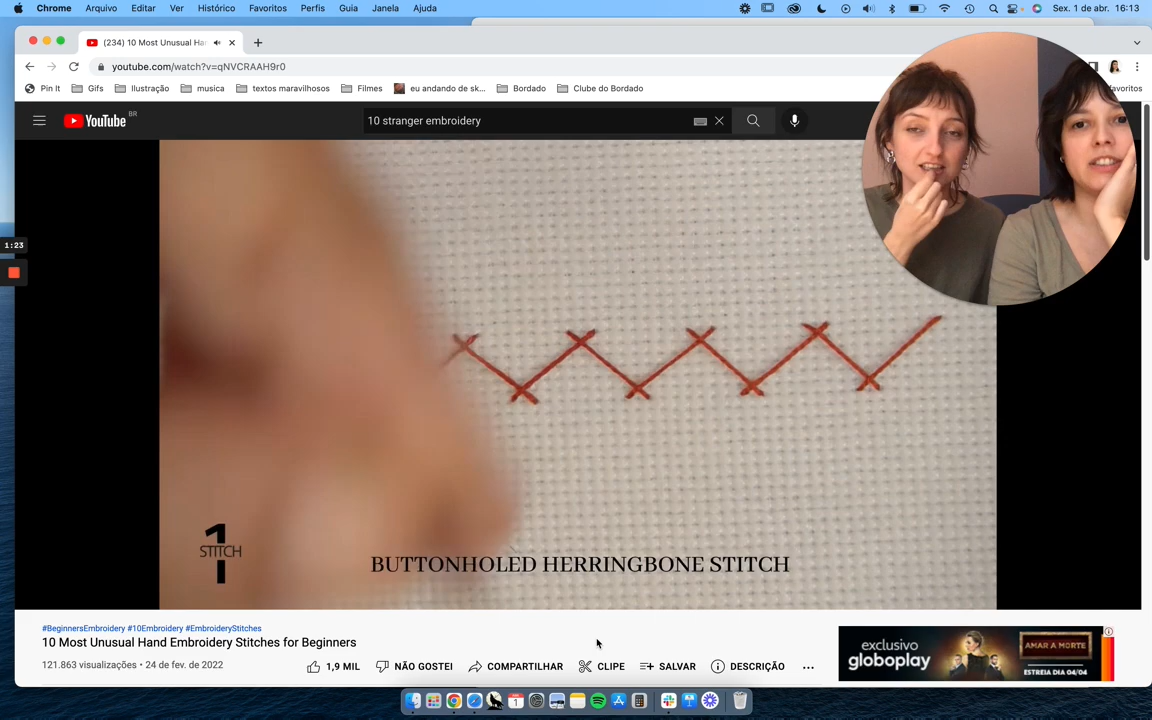 Chrome Arquivo Editar Ver Histórico Favoritos Perfis Guia Janela Ajuda Sex. 1 de abr. 16:13
(234) 10 Most Unusual Ha
youtube.com/watch?v=qNVCRAAH9r0
Pin It Gifs Ilustração musica textos maravilhosos Filmes eu andando de sk... Bordado Clube do Bordado favoritos
YouTube BR 10 stranger embroidery
1:23
1
STITCH
BUTTONHOLED HERRINGBONE STITCH
#BeginnersEmbroidery #10Embroidery #EmbroideryStitches
10 Most Unusual Hand Embroidery Stitches for Beginners
121.863 visualizações • 24 de fev. de 2022
1,9 MIL NÃO GOSTEI COMPARTILHAR CLIPE SALVAR DESCRIÇÃO
exclusivo
globoplay
AMAR A MORTE
ESTREIA DIA 04/04